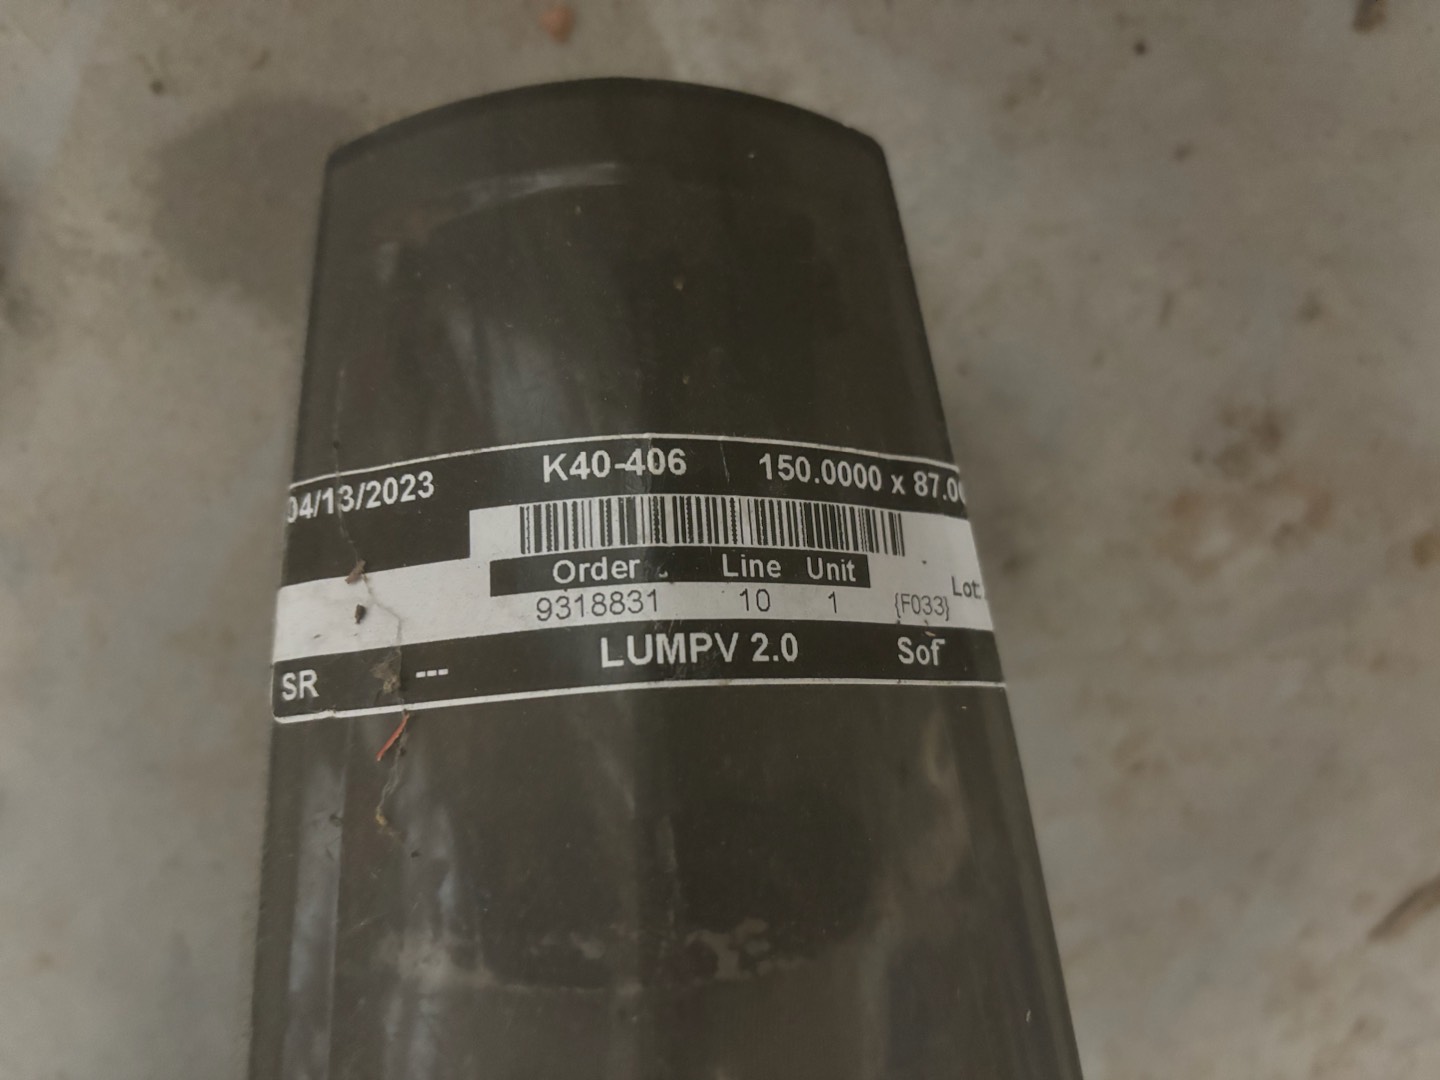 04/13/2023 K40-406 150.0000 x 87.00
Order Line Unit
9318831 10 1 {F033} Lot:
SR --- LUMPV 2.0 Sof